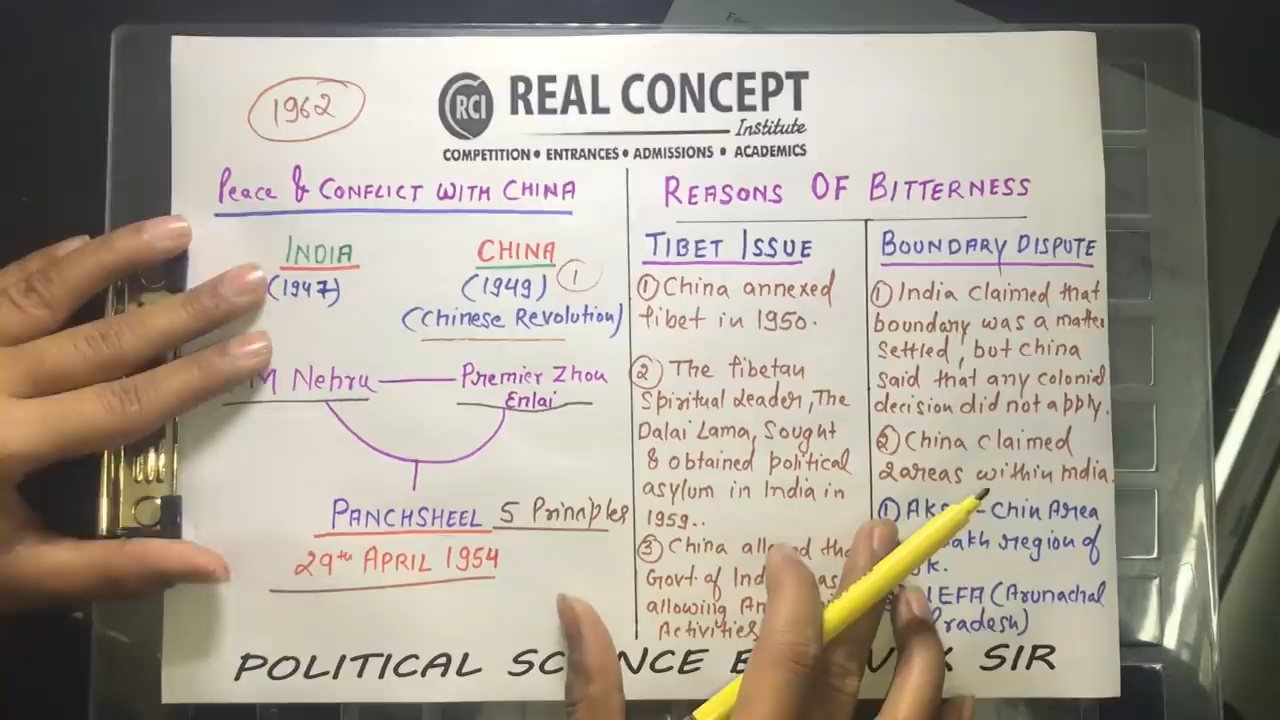 1962
RCI
REAL CONCEPT
Institute
COMPETITION • ENTRANCES • ADMISSIONS • ACADEMICS
Peace & CONFLICT WITH CHINA
INDIA
(1947)
CHINA
(1949) 1
(Chinese Revolution)
M Nehru
Premier Zhou
Enlai
PANCHSHEEL 5 Principles
29th APRIL 1954
REASONS OF BITTERNESS
TIBET ISSUE
① China annexed
Tibet in 1950.
② The Tibetan
Spiritual Leader, The
Dalai Lama, Sought
& obtained political
asylum in India in
1959..
③ China
Govt. of
allowing
Activities
BOUNDARY DISPUTE
① India claimed that
boundary was a matter
Settled, but China
said that any colonial
decision did not apply.
② China claimed
2 areas within India.
① Chin Area
region of
(Arunachal
POLITICAL
SIR